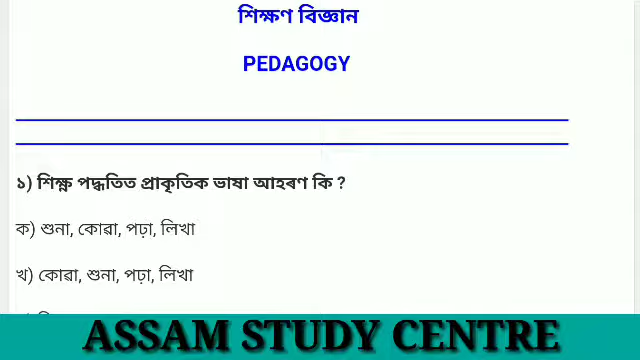 শিক্ষণ বিজ্ঞান
PEDAGOGY
১) শিক্ষ্ণ পদ্ধতিত প্ৰাকৃতিক ভাষা আহৰণ কি ?
ক) শুনা, কোৱা, পঢ়া, লিখা
খ) কোৱা, শুনা, পঢ়া, লিখা
ASSAM STUDY CENTRE